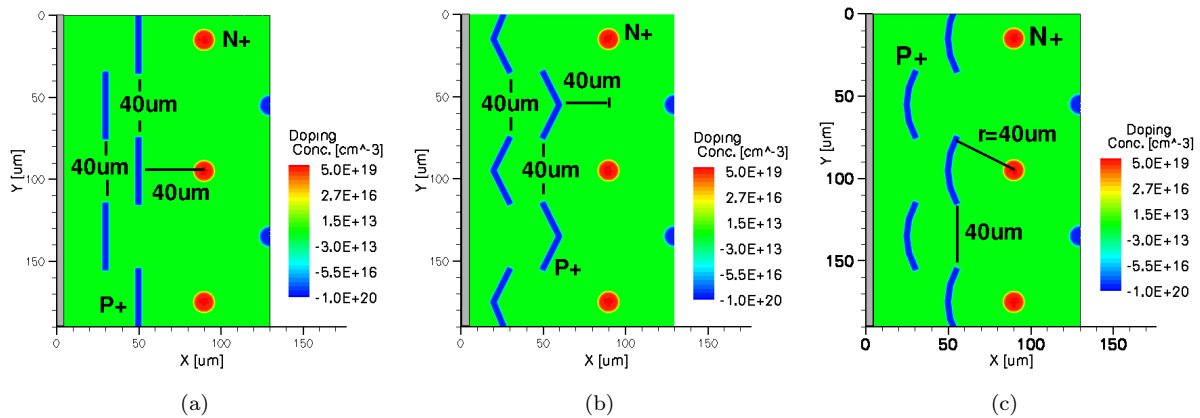 (a)
0
50
100
150
Y [um]
0
50
150
X [um]
N+
40um
40um
40um
P+
Doping
Conc. [cm^-3]
5.0E+19
2.7E+16
1.5E+13
-3.0E+13
-5.5E+16
-1.0E+20
(a)
(b)
0
50
100
150
Y [um]
0
50
100
150
X [um]
N+
40um
40um
40um
P+
Doping
Conc. [cm^-3]
5.0E+19
2.7E+16
1.5E+13
-3.0E+13
-5.5E+16
-1.0E+20
(b)
(c)
0
50
100
150
Y [um]
0
50
100
150
X [um]
N+
P+
r=40um
40um
Doping
Conc. [cm^-3]
5.0E+19
2.7E+16
1.5E+13
-3.0E+13
-5.5E+16
-1.0E+20
(c)